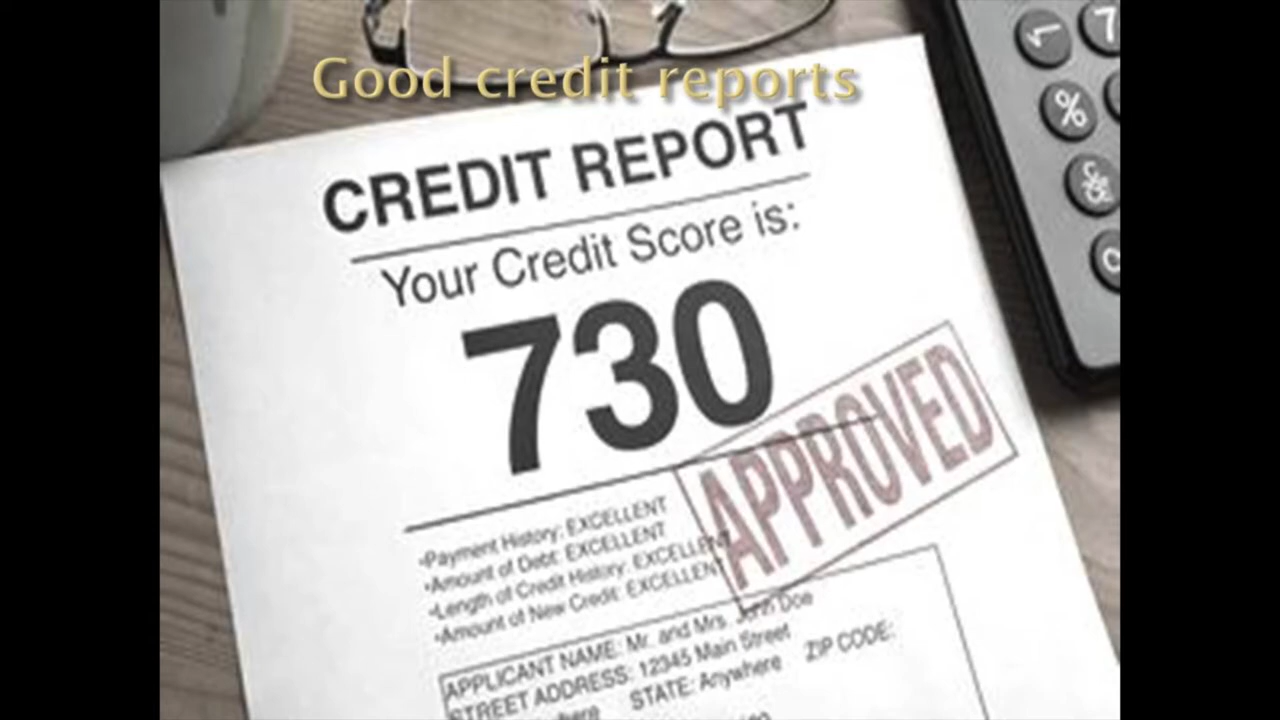 Good credit reports
CREDIT REPORT
Your Credit Score is:
730
APPROVED
•Payment History: EXCELLENT
•Amount of Debt: EXCELLENT
•Length of Credit History: EXCELLENT
•Amount of New Credit: EXCELLENT
APPLICANT NAME: Mr. and Mrs. John Doe
STREET ADDRESS: 12345 Main Street
STATE: Anywhere ZIP CODE:
7
%